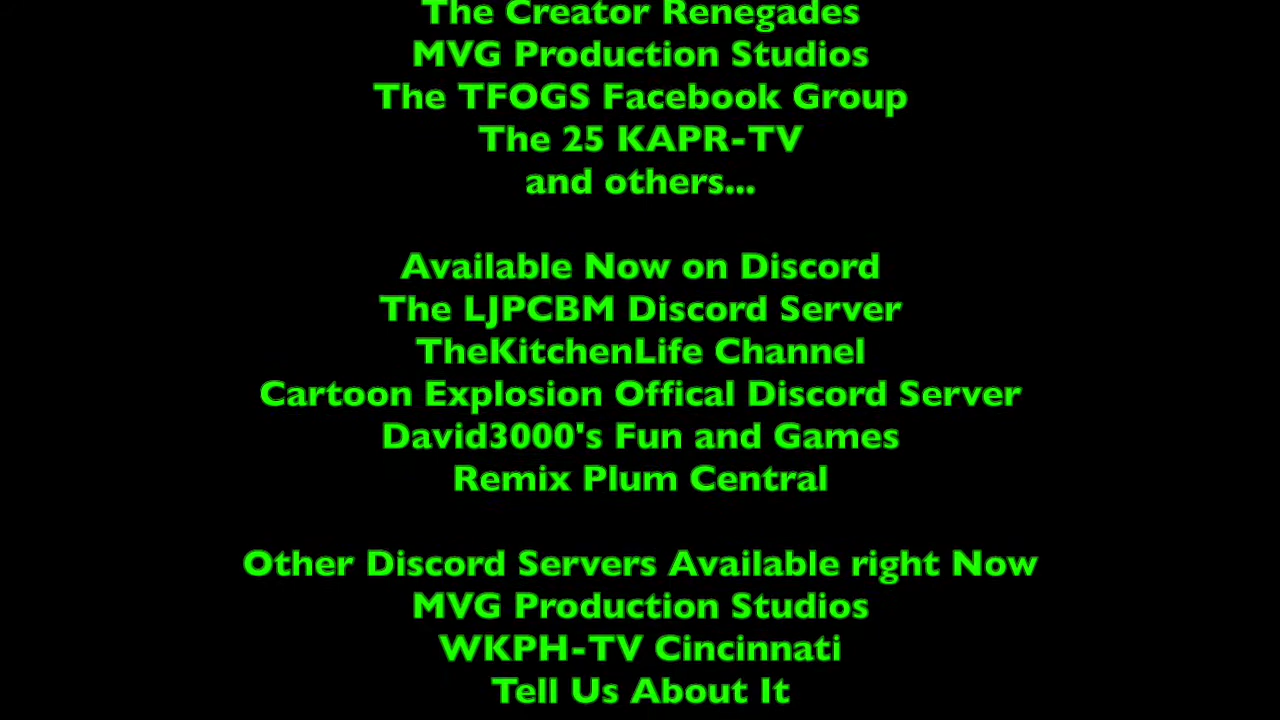 The Creator Renegades
MVG Production Studios
The TFOGS Facebook Group
The 25 KAPR-TV
and others...
Available Now on Discord
The LJPCBM Discord Server
TheKitchenLife Channel
Cartoon Explosion Offical Discord Server
David3000's Fun and Games
Remix Plum Central
Other Discord Servers Available right Now
MVG Production Studios
WKPH-TV Cincinnati
Tell Us About It